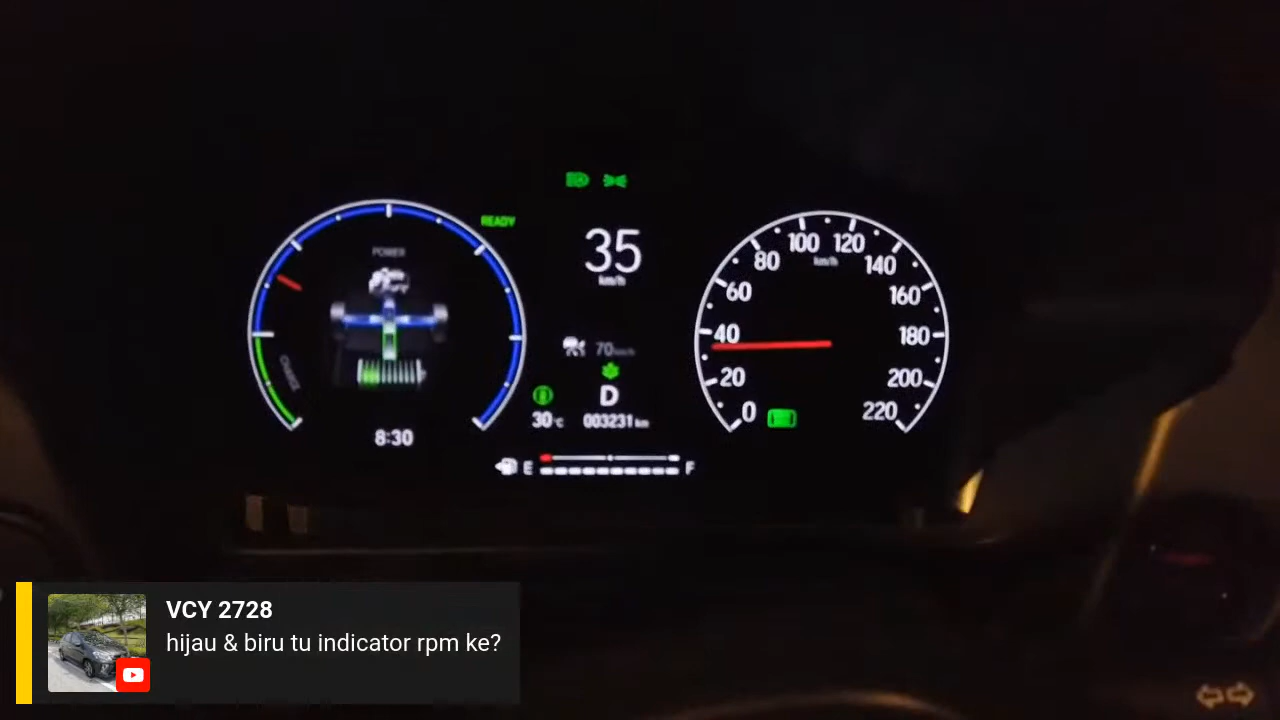 READY
35
km/h
POWER
CHARGE
8:30
70 km/h
D
30 °C
003231 km
E
F
0
20
40
60
80
100
120
140
160
180
200
220
km/h
VCY 2728
hijau & biru tu indicator rpm ke?